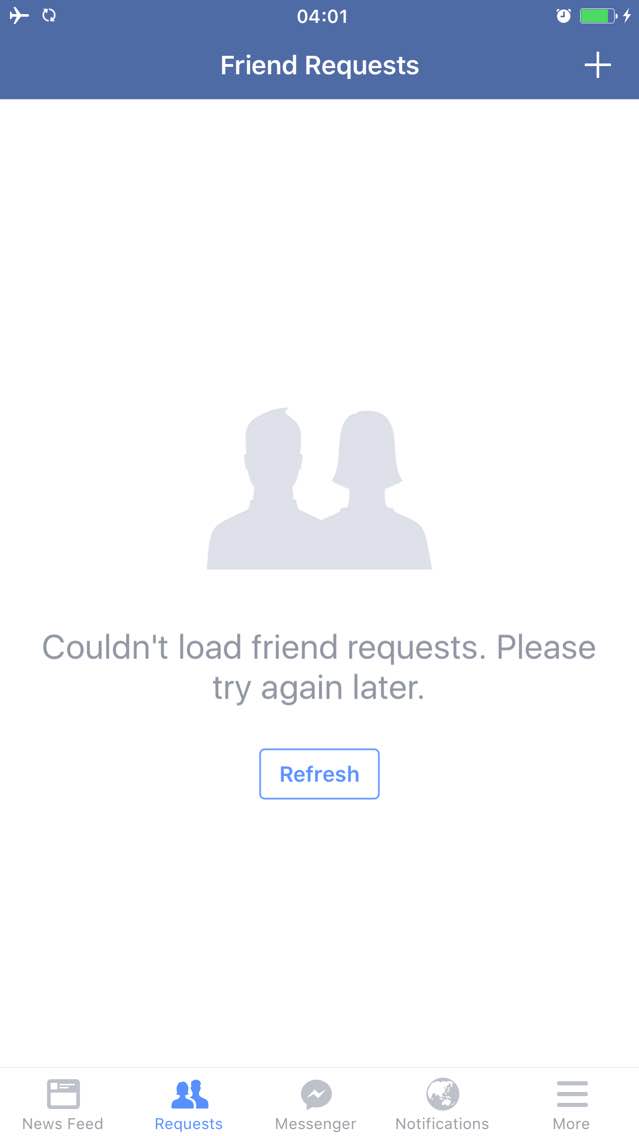 04:01
Friend Requests
Couldn't load friend requests. Please
try again later.
Refresh
News Feed
Requests
Messenger
Notifications
More